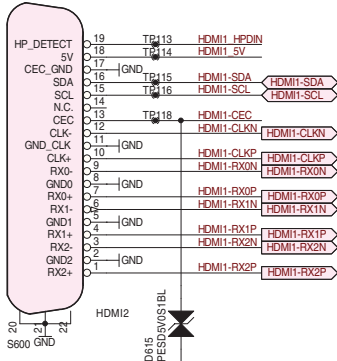 HP_DETECT 19 TP113 HDMI1_HPDIN
5V 18 TP114 HDMI1_5V
CEC_GND 17 GND
SDA 16 TP115 HDMI1-SDA HDMI1-SDA
SCL 15 TP116 HDMI1-SCL HDMI1-SCL
N.C. 14
CEC 13 TP118 HDMI1-CEC
CLK- 12 HDMI1-CLKN HDMI1-CLKN
GND_CLK 11 GND
CLK+ 10 HDMI1-CLKP HDMI1-CLKP
RX0- 9 HDMI1-RX0N HDMI1-RX0N
GND0 8 GND
RX0+ 7 HDMI1-RX0P HDMI1-RX0P
RX1- 6 HDMI1-RX1N HDMI1-RX1N
GND1 5 GND
RX1+ 4 HDMI1-RX1P HDMI1-RX1P
RX2- 3 HDMI1-RX2N HDMI1-RX2N
GND2 2 GND
RX2+ 1 HDMI1-RX2P HDMI1-RX2P
HDMI2
20 21 22
S600 GND
D615
PESD5V0S1BL